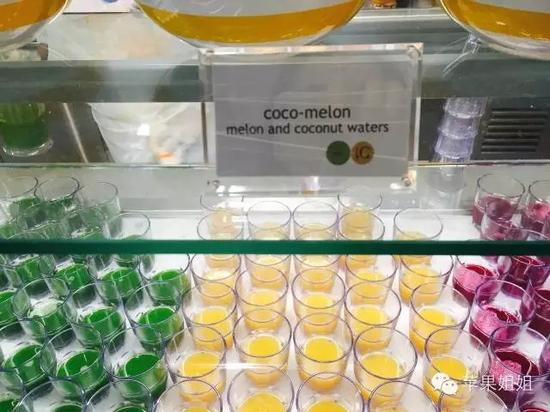 coco-melon
melon and coconut waters
苹果姐姐